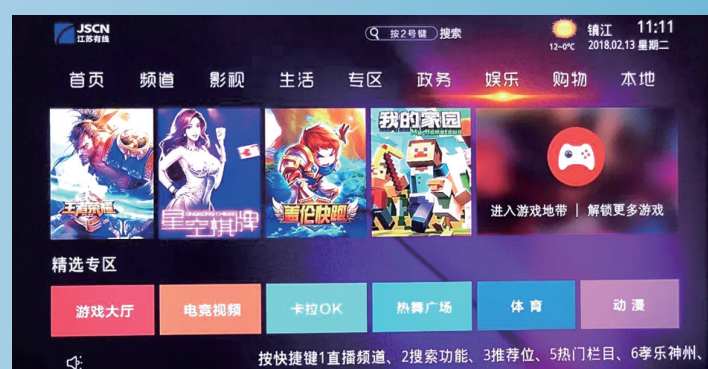 JSCN
江苏有线
按2号键 搜索
镇江 11:11
12~0℃ 2018.02.13 星期二
首页 频道 影视 生活 专区 政务 娱乐 购物 本地
王者荣耀
XINGKONG CHESS
星空棋牌
盖伦快跑
我的家园
My Hometown
进入游戏地带 | 解锁更多游戏
精选专区
游戏大厅 电竞视频 卡拉OK 热舞广场 体育 动漫
按快捷键1直播频道、2搜索功能、3推荐位、5热门栏目、6孝乐神州、